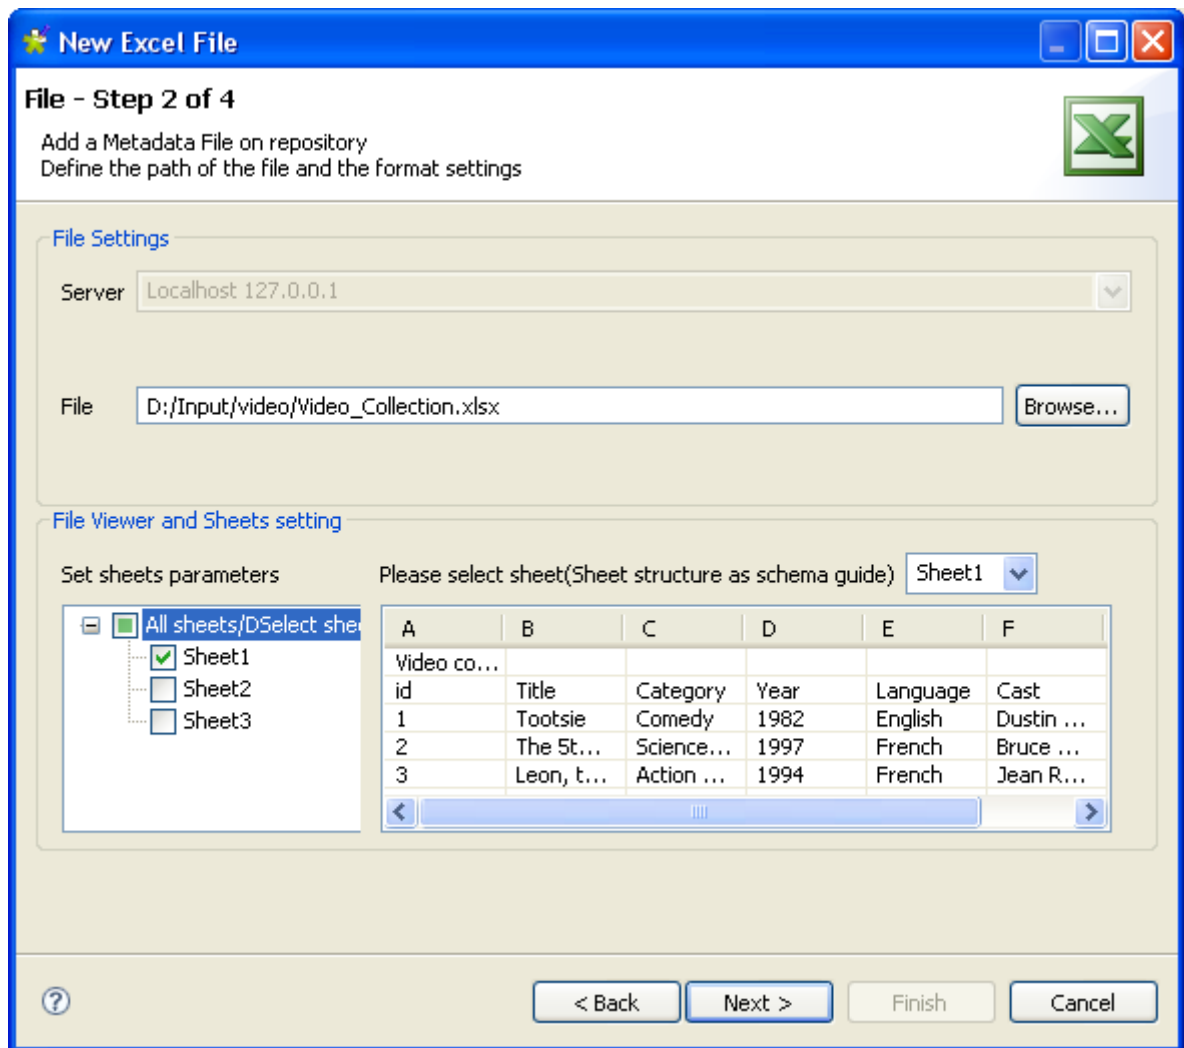 New Excel File
File - Step 2 of 4
Add a Metadata File on repository
Define the path of the file and the format settings
File Settings
Server Localhost 127.0.0.1
File D:/Input/video/Video_Collection.xlsx Browse...
File Viewer and Sheets setting
Set sheets parameters Please select sheet(Sheet structure as schema guide) Sheet1
All sheets/DSelect shee
Sheet1
Sheet2
Sheet3
A B C D E F
Video co...
id Title Category Year Language Cast
1 Tootsie Comedy 1982 English Dustin ...
2 The 5t... Science... 1997 French Bruce ...
3 Leon, t... Action ... 1994 French Jean R...
< Back Next > Finish Cancel